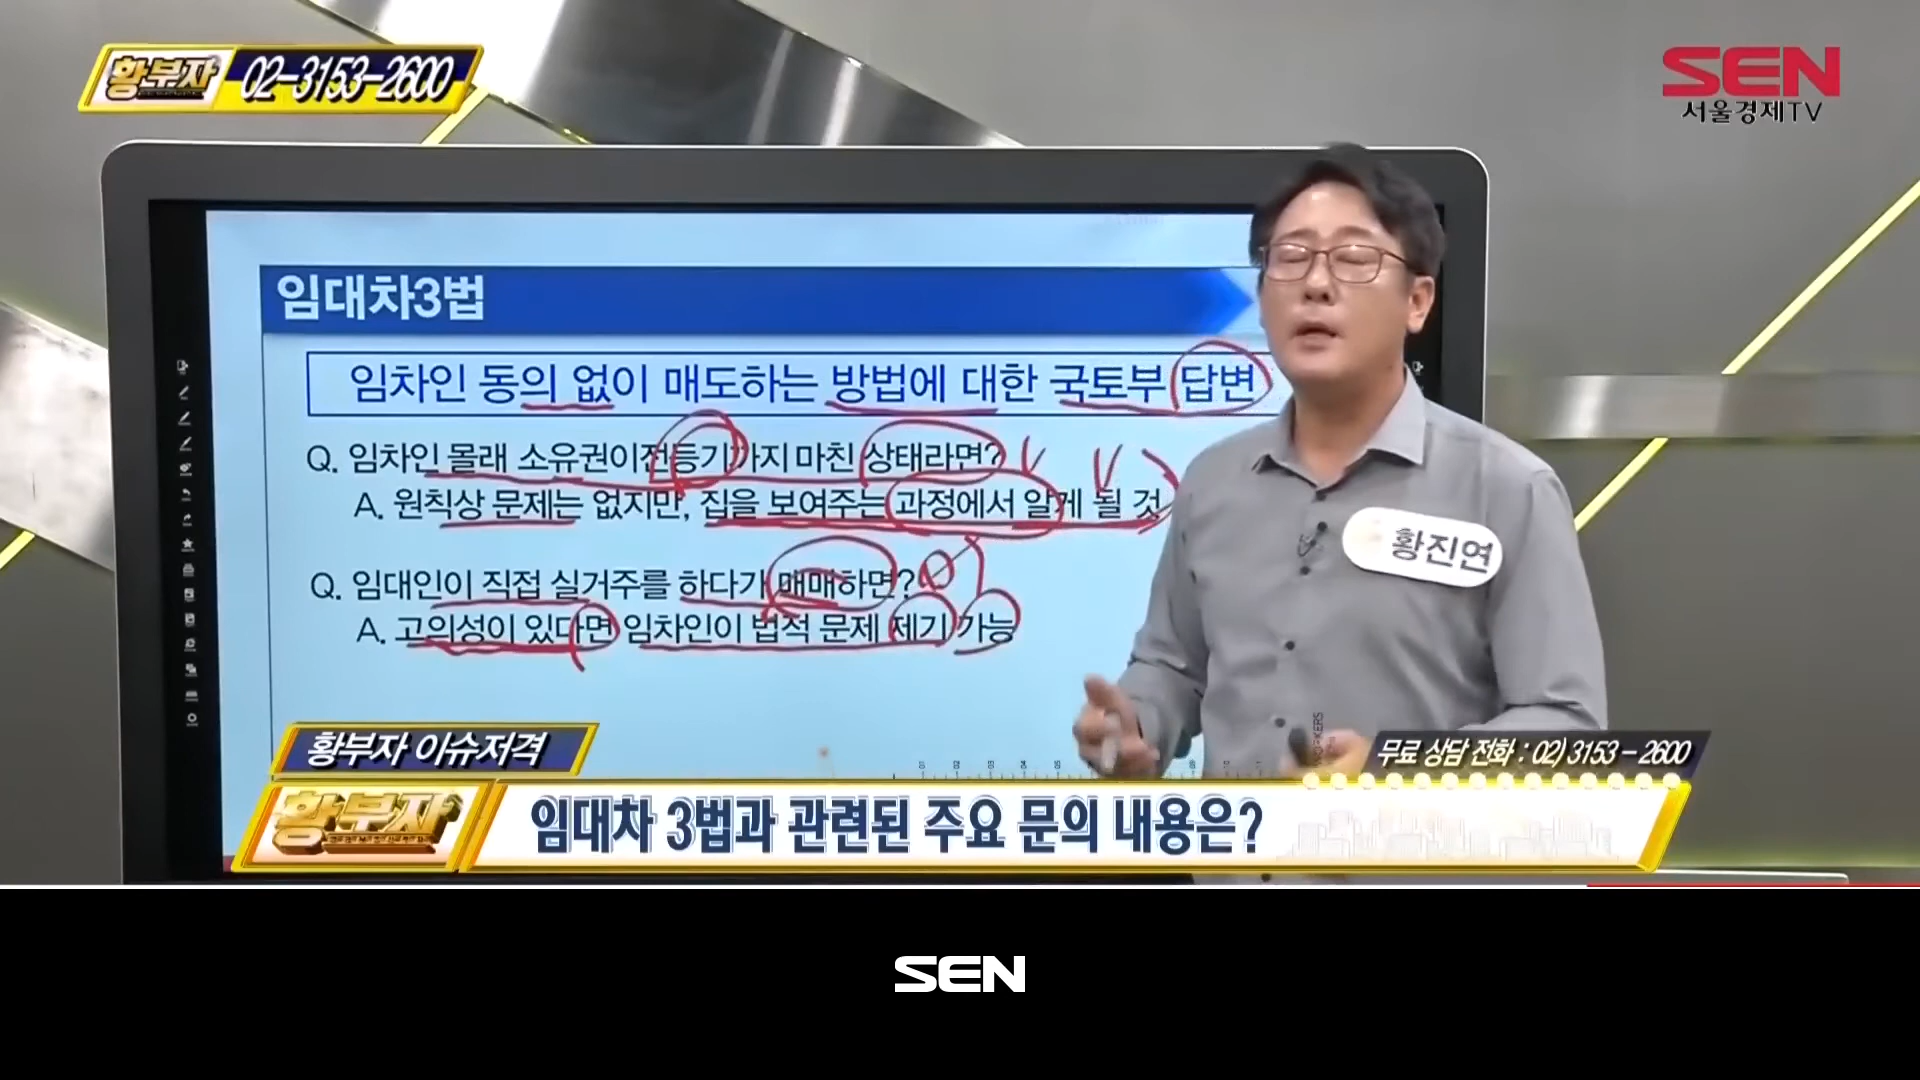 황부자 02-3153-2600
SEN
서울경제TV
임대차3법
임차인 동의 없이 매도하는 방법에 대한 국토부 답변
Q. 임차인 몰래 소유권이전등기까지 마친 상태라면?
A. 원칙상 문제는 없지만, 집을 보여주는 과정에서 알게 될 것
Q. 임대인이 직접 실거주를 하다가 매매하면?
A. 고의성이 있다면 임차인이 법적 문제 제기 가능
황진연
황부자 이슈저격
무료 상담 전화 : 02) 3153 - 2600
황부자
임대차 3법과 관련된 주요 문의 내용은?
SEN